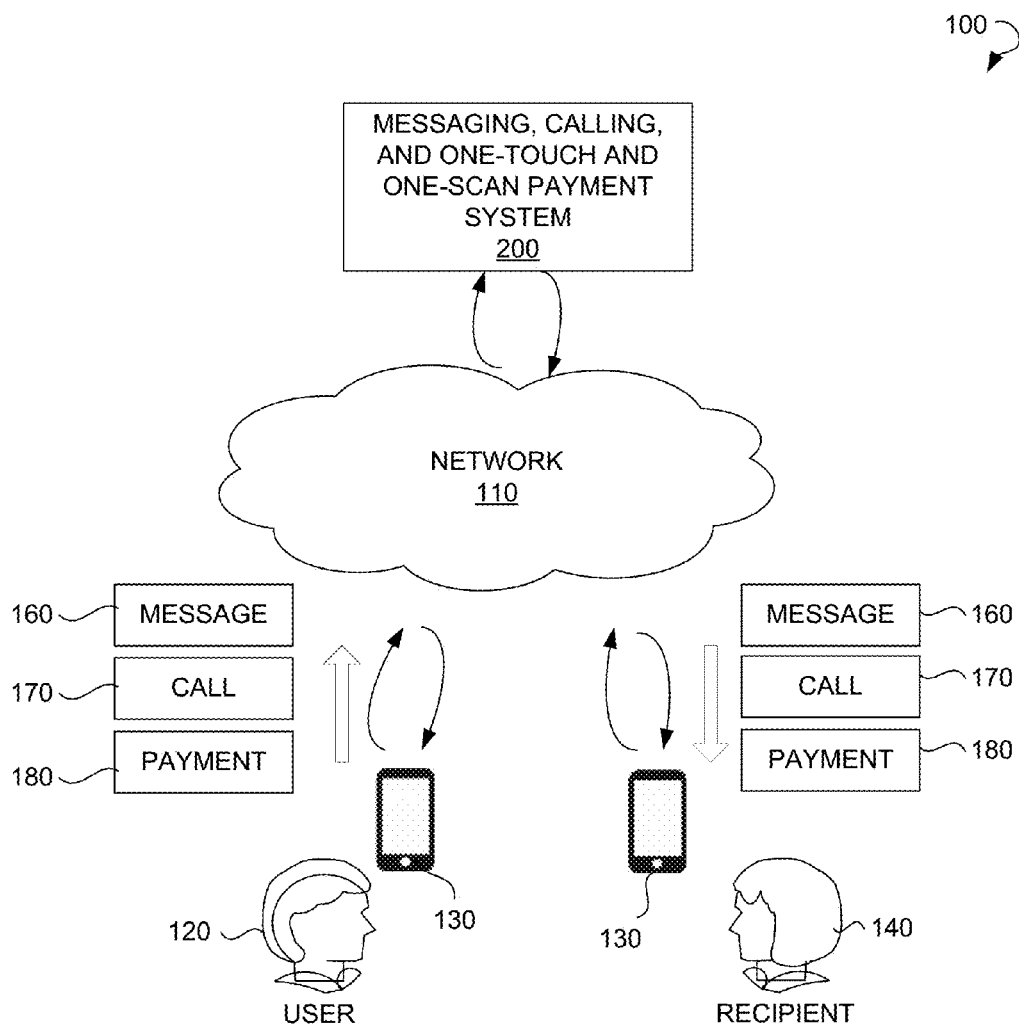 100
MESSAGING, CALLING,
AND ONE-TOUCH AND
ONE-SCAN PAYMENT
SYSTEM
200
NETWORK
110
160 MESSAGE
170 CALL
180 PAYMENT
MESSAGE 160
CALL 170
PAYMENT 180
120
130
130
140
USER
RECIPIENT